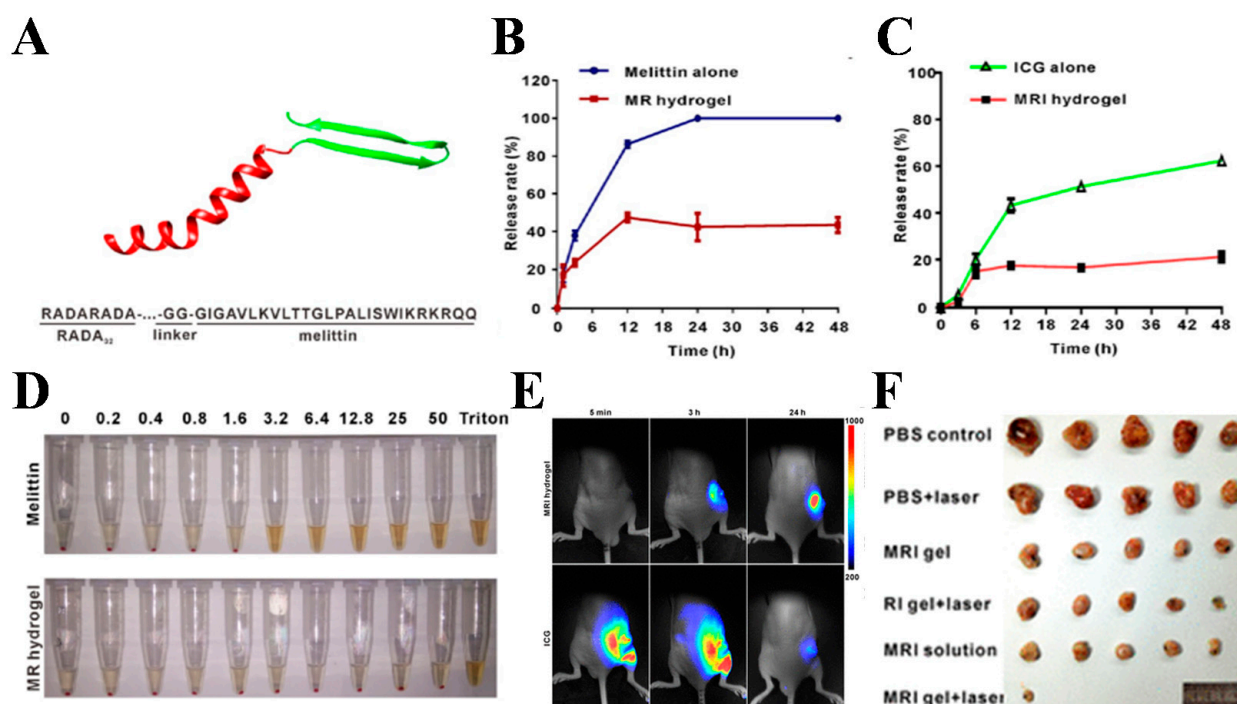 A
RADARADA-...-GG-GIGAVLKVLTTGLPALISWIKRKRQQ
RADA32 linker melittin
B
Melittin alone
MR hydrogel
Release rate (%)
120
100
80
60
40
20
0
0 6 12 18 24 30 36 42 48
Time (h)
C
ICG alone
MRI hydrogel
Release rate (%)
100
80
60
40
20
0
0 6 12 18 24 30 36 42 48
Time (h)
D
0 0.2 0.4 0.8 1.6 3.2 6.4 12.8 25 50 Triton
Melittin
MR hydrogel
E
5 min 3 h 24 h
MRI hydrogel
ICG
1000
200
F
PBS control
PBS+laser
MRI gel
RI gel+laser
MRI solution
MRI gel+laser